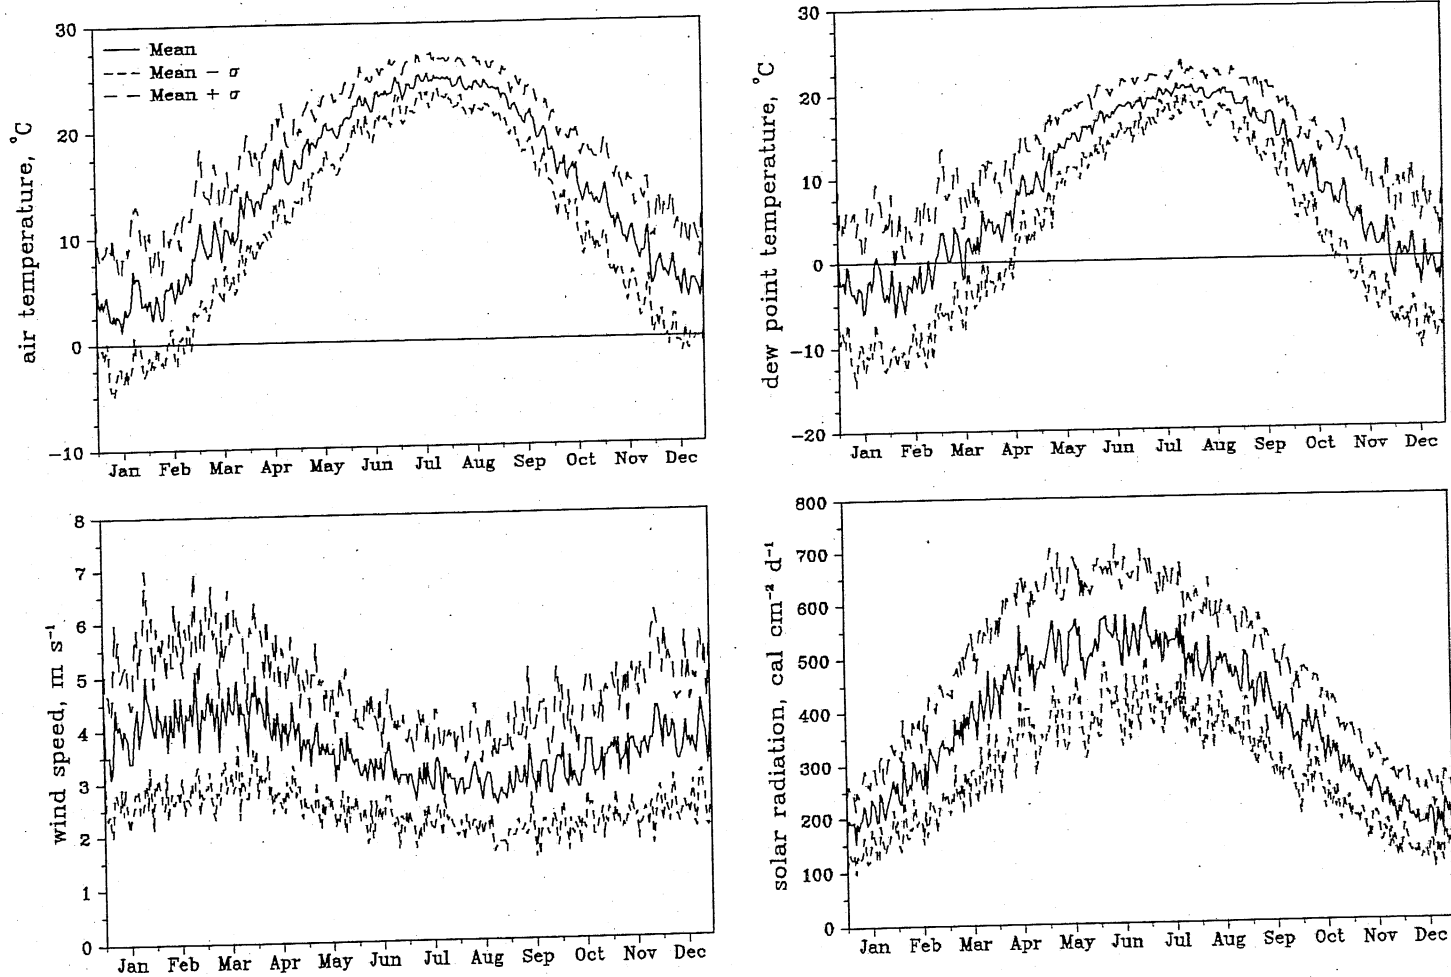 30
20
10
0
−10
air temperature, °C
Mean
Mean − σ
Mean + σ
Jan Feb Mar Apr May Jun Jul Aug Sep Oct Nov Dec
30
20
10
0
−10
−20
dew point temperature, °C
Jan Feb Mar Apr May Jun Jul Aug Sep Oct Nov Dec
8
7
6
5
4
3
2
1
0
wind speed, m s⁻¹
Jan Feb Mar Apr May Jun Jul Aug Sep Oct Nov Dec
800
700
600
500
400
300
200
100
0
solar radiation, cal cm⁻² d⁻¹
Jan Feb Mar Apr May Jun Jul Aug Sep Oct Nov Dec